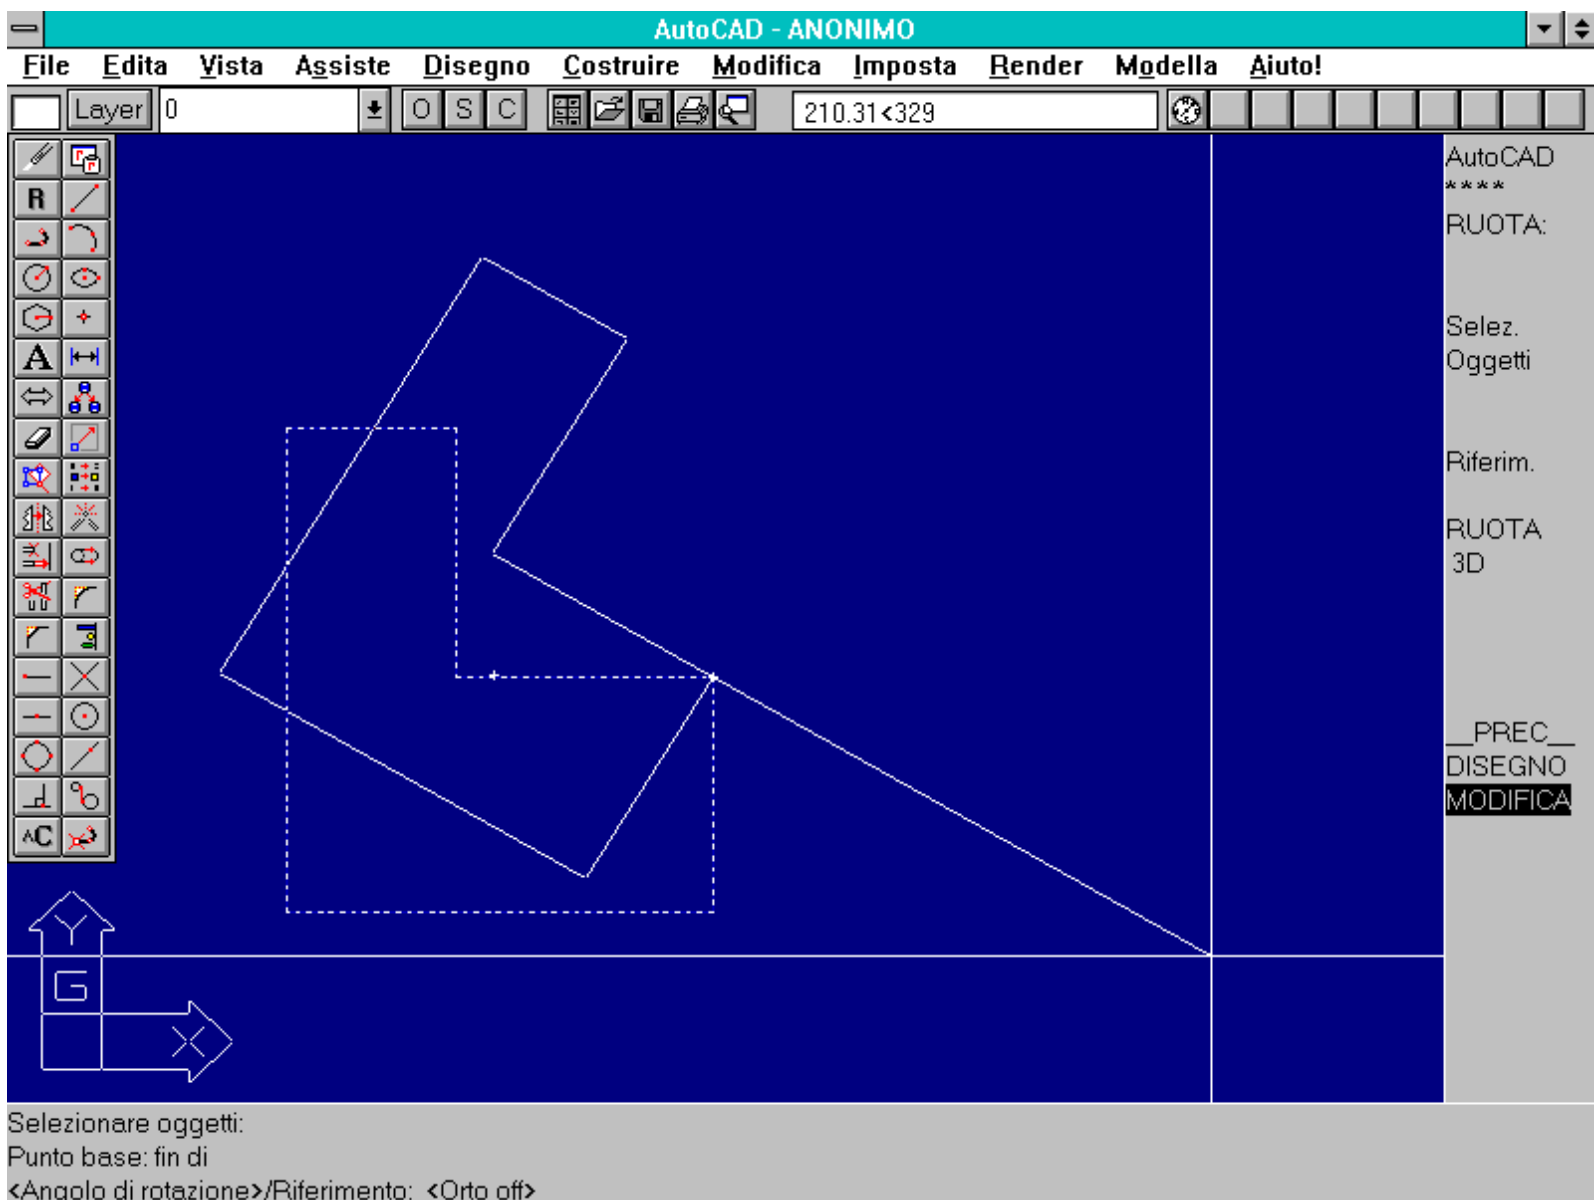 AutoCAD - ANONIMO
File Edita Vista Assiste Disegno Costruire Modifica Imposta Render Modella Aiuto!
Layer 0 O S C 210.31<329
R
A
AC
AutoCAD
****
RUOTA:
Selez.
Oggetti
Riferim.
RUOTA
3D
__PREC__
DISEGNO
MODIFICA
Y
G
X
Selezionare oggetti:
Punto base: fin di
<Angolo di rotazione>/Riferimento: <Orto off>